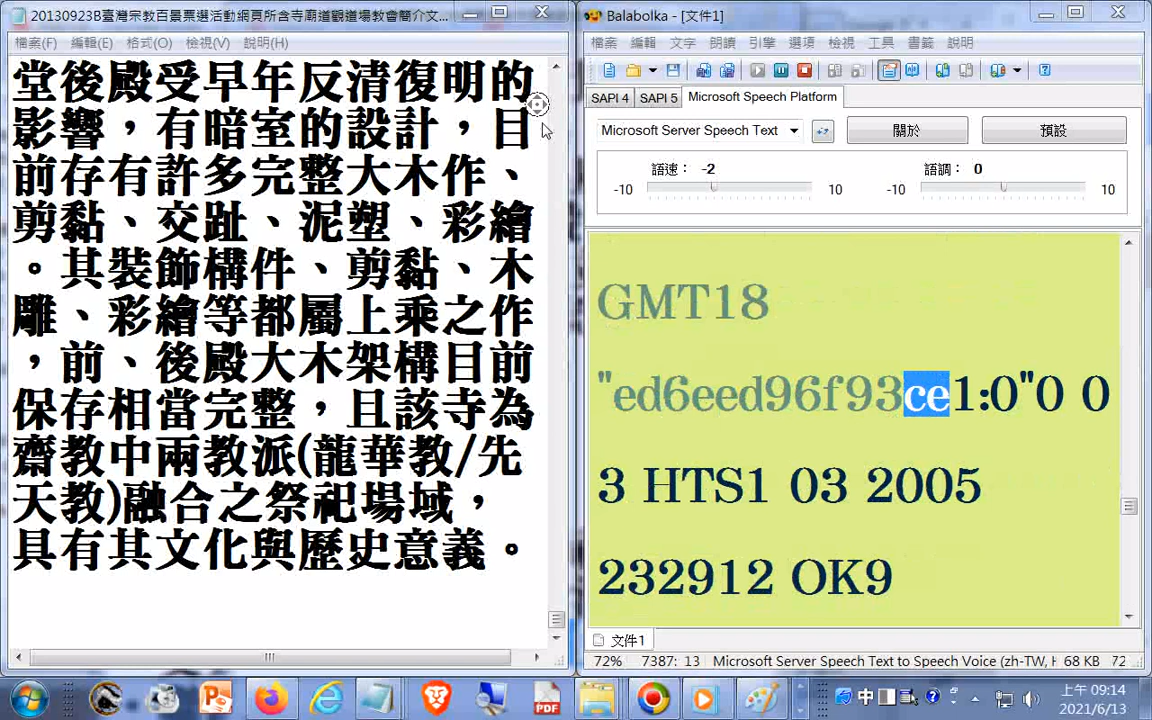 20130923B臺灣宗教百景票選活動網頁所含寺廟道觀道場教會簡介文...
檔案(F) 編輯(E) 格式(O) 檢視(V) 說明(H)
堂後殿受早年反清復明的
影響，有暗室的設計，目
前存有許多完整大木作、
剪黏、交趾、泥塑、彩繪
。其裝飾構件、剪黏、木
雕、彩繪等都屬上乘之作
，前、後殿大木架構目前
保存相當完整，且該寺為
齋教中兩教派(龍華教/先
天教)融合之祭祀場域，
具有其文化與歷史意義。
Balabolka - [文件1]
檔案 編輯 文字 朗讀 引擎 選項 檢視 工具 書籤 說明
SAPI 4 SAPI 5 Microsoft Speech Platform
Microsoft Server Speech Text 關於 預設
語速： -2 語調： 0
-10 10 -10 10
GMT18
"ed6eed96f93ce1:0"0 0
3 HTS1 03 2005
232912 OK9
文件1
72% 7387: 13 Microsoft Server Speech Text to Speech Voice (zh-TW, H 68 KB 72
中 上午 09:14
2021/6/13